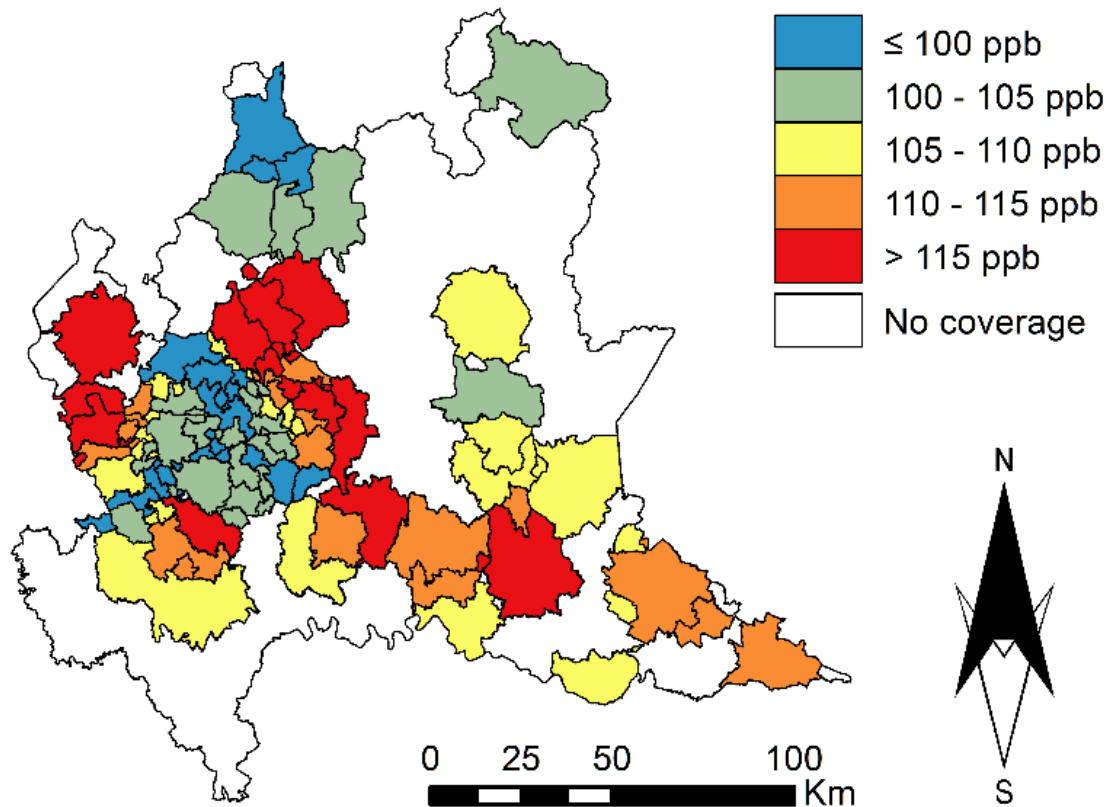 ≤ 100 ppb
100 - 105 ppb
105 - 110 ppb
110 - 115 ppb
> 115 ppb
No coverage
N
S
0 25 50 100
Km